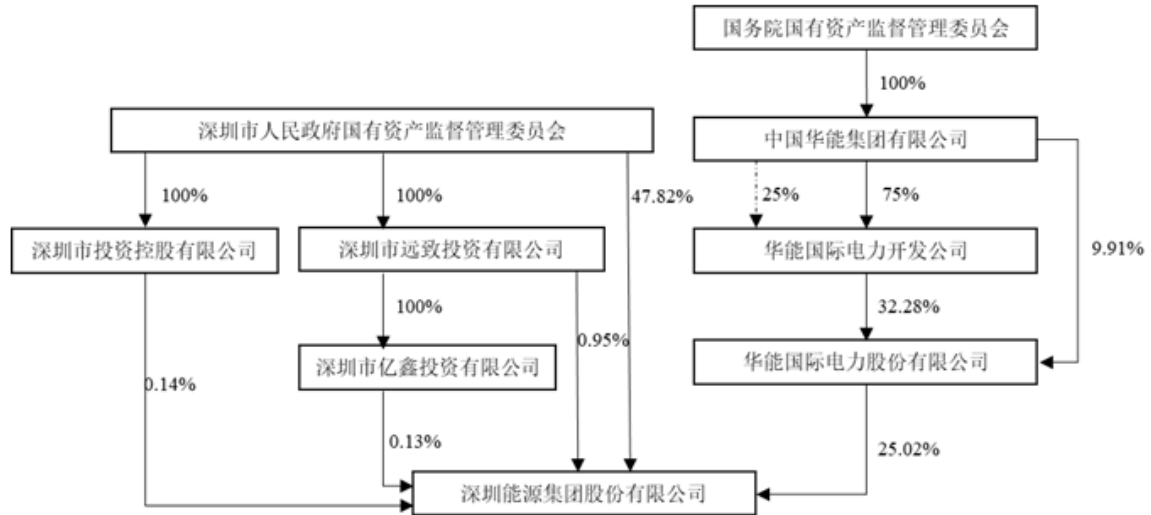 国务院国有资产监督管理委员会
100%
深圳市人民政府国有资产监督管理委员会
中国华能集团有限公司
100%
100%
47.82%
25%
75%
深圳市投资控股有限公司
深圳市远致投资有限公司
华能国际电力开发公司
9.91%
100%
32.28%
0.95%
深圳市亿鑫投资有限公司
华能国际电力股份有限公司
0.14%
0.13%
25.02%
深圳能源集团股份有限公司